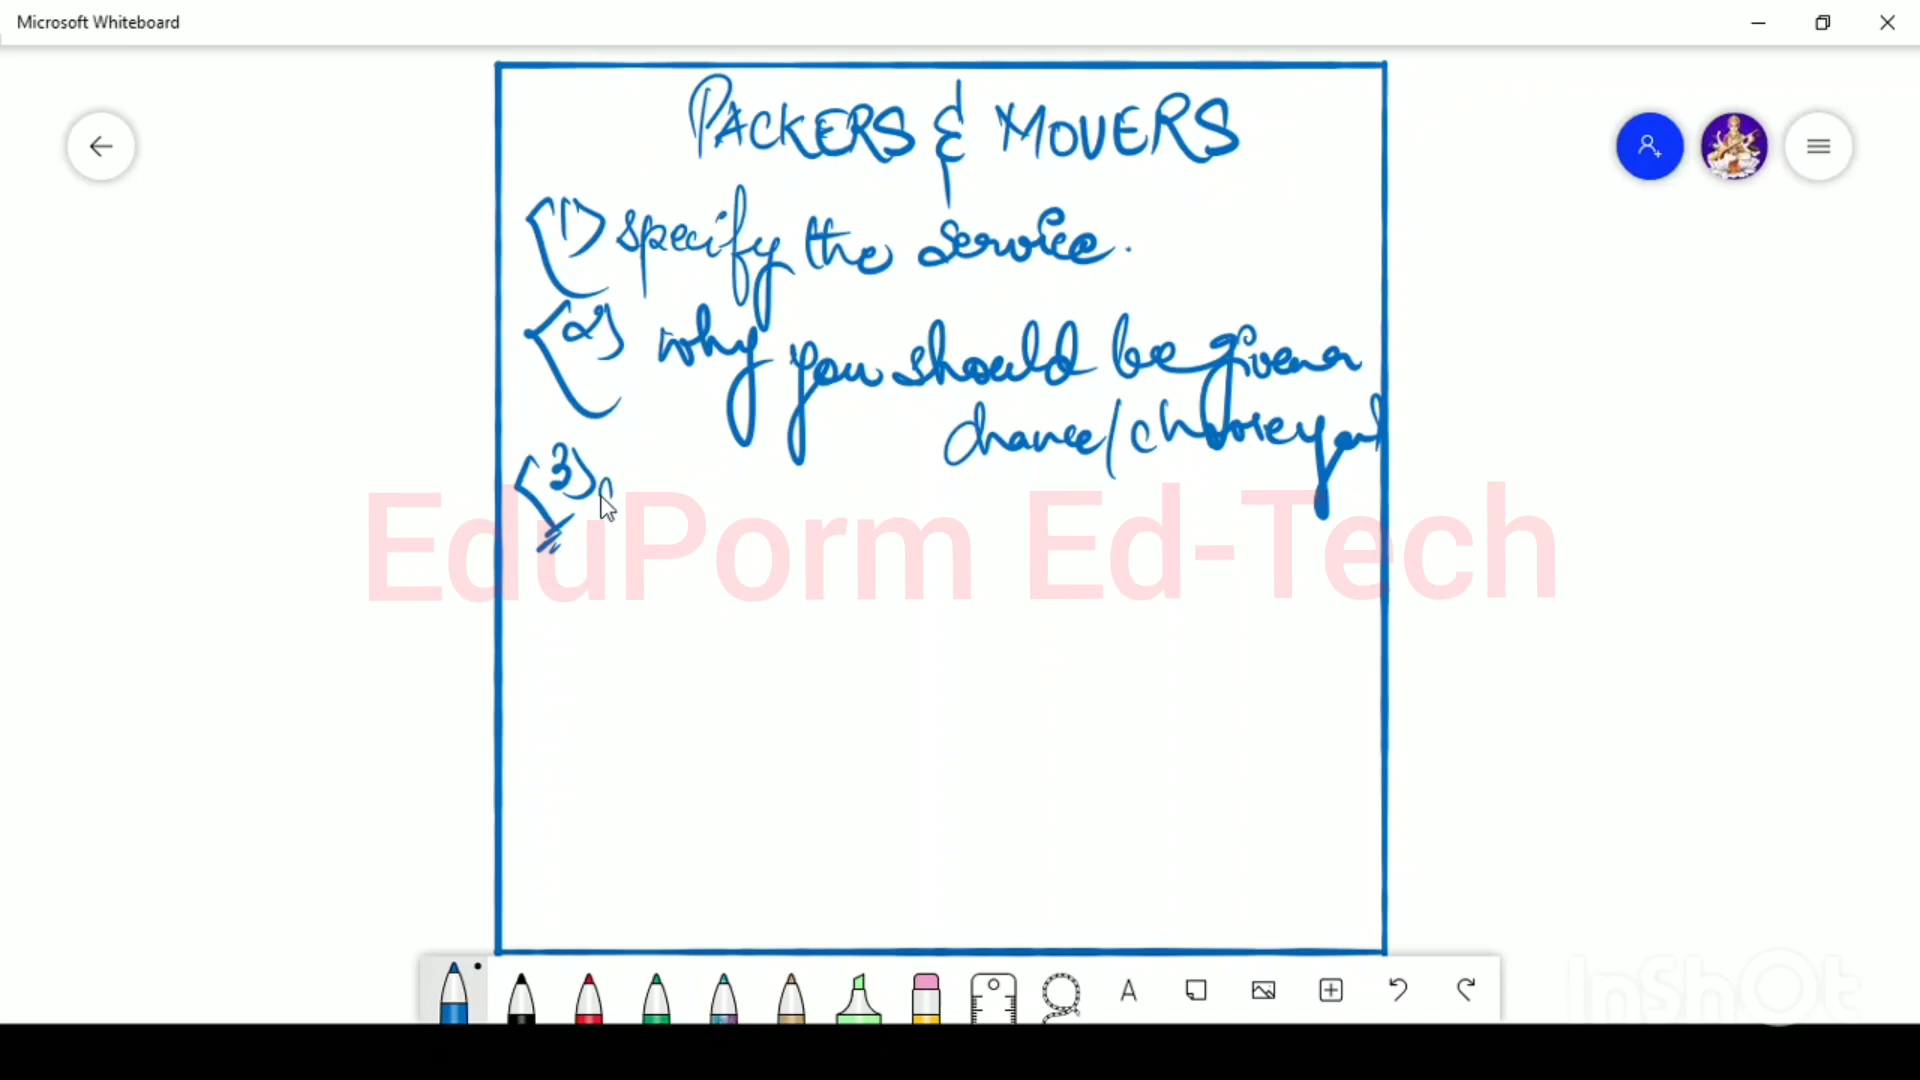 Microsoft Whiteboard
PACKERS & MOVERS
(1) specify the service.
(2) why you should be given a
chance/choose you
(3)
EduPorm Ed-Tech
InShOt